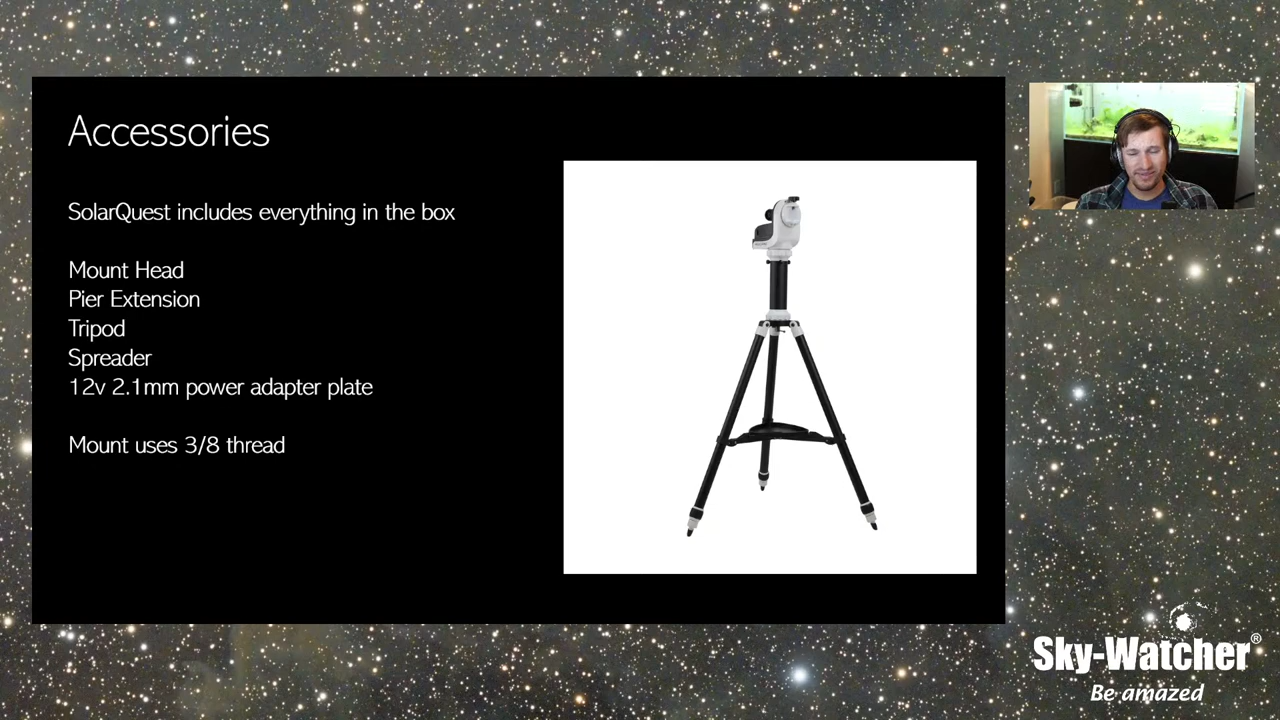 Accessories
SolarQuest includes everything in the box
Mount Head
Pier Extension
Tripod
Spreader
12v 2.1mm power adapter plate
Mount uses 3/8 thread
Sky-Watcher®
Be amazed